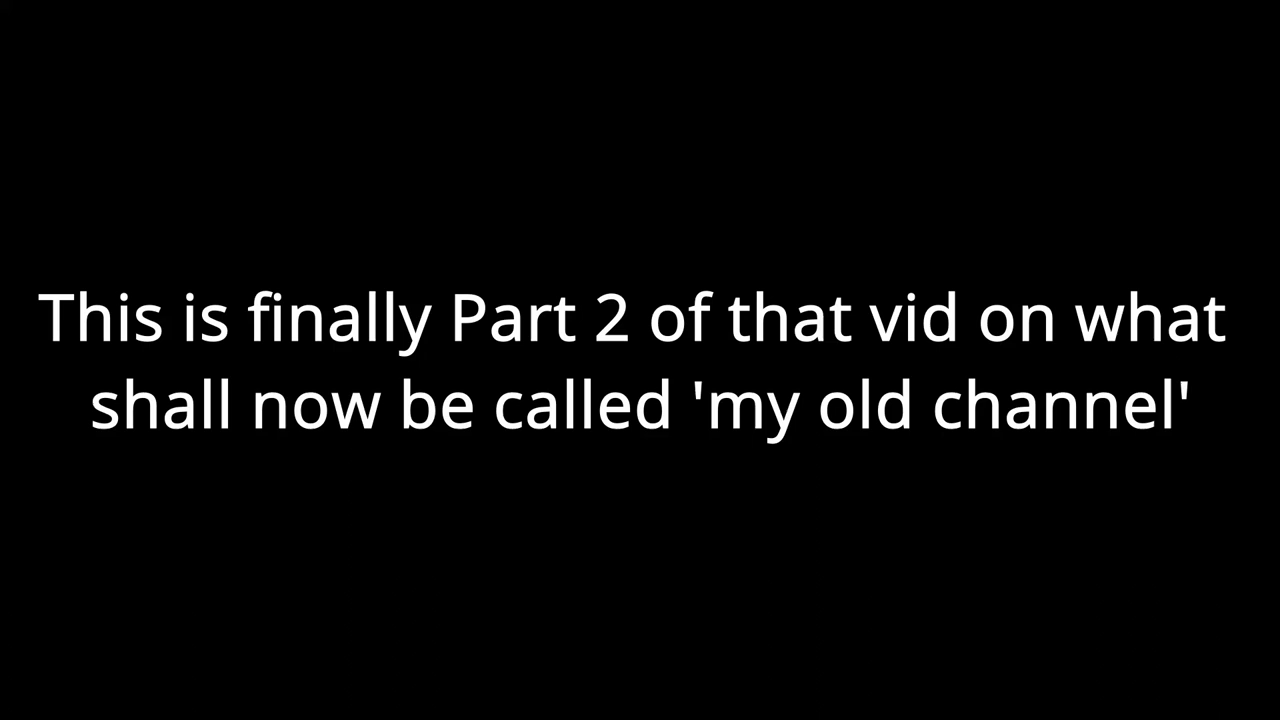 This is finally Part 2 of that vid on what
shall now be called 'my old channel'